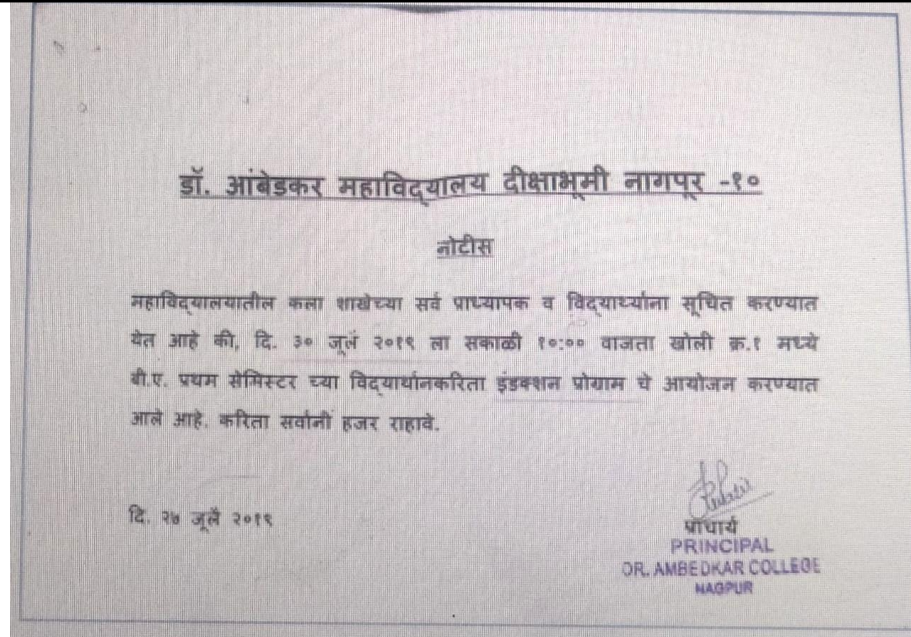 डॉ. आंबेडकर महाविद्यालय दीक्षाभूमी नागपूर -१०
नोटीस
महाविद्यालयातील कला शाखेच्या सर्व प्राध्यापक व विद्यार्थ्यांना सूचित करण्यात
येत आहे की, दि. ३० जूलै २०१९ ला सकाळी १०:०० वाजता खोली क्र.१ मध्ये
बी.ए. प्रथम सेमिस्टर च्या विद्यार्थानकरिता इंडक्शन प्रोग्राम चे आयोजन करण्यात
आले आहे. करिता सर्वांनी हजर राहावे.
दि. २७ जूलै २०१९
प्राचार्य
PRINCIPAL
DR. AMBEDKAR COLLEGE
NAGPUR